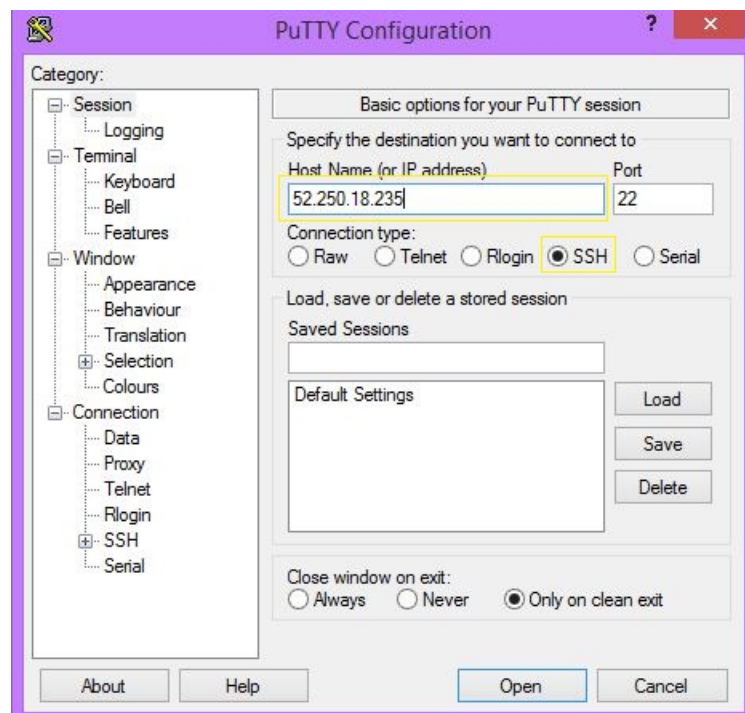 PuTTY Configuration
?
×
Category:
Session
Logging
Terminal
Keyboard
Bell
Features
Window
Appearance
Behaviour
Translation
Selection
Colours
Connection
Data
Proxy
Telnet
Rlogin
SSH
Serial
Basic options for your PuTTY session
Specify the destination you want to connect to
Host Name (or IP address) Port
52.250.18.235 22
Connection type:
Raw Telnet Rlogin SSH Serial
Load, save or delete a stored session
Saved Sessions
Default Settings
Load
Save
Delete
Close window on exit:
Always Never Only on clean exit
About Help Open Cancel